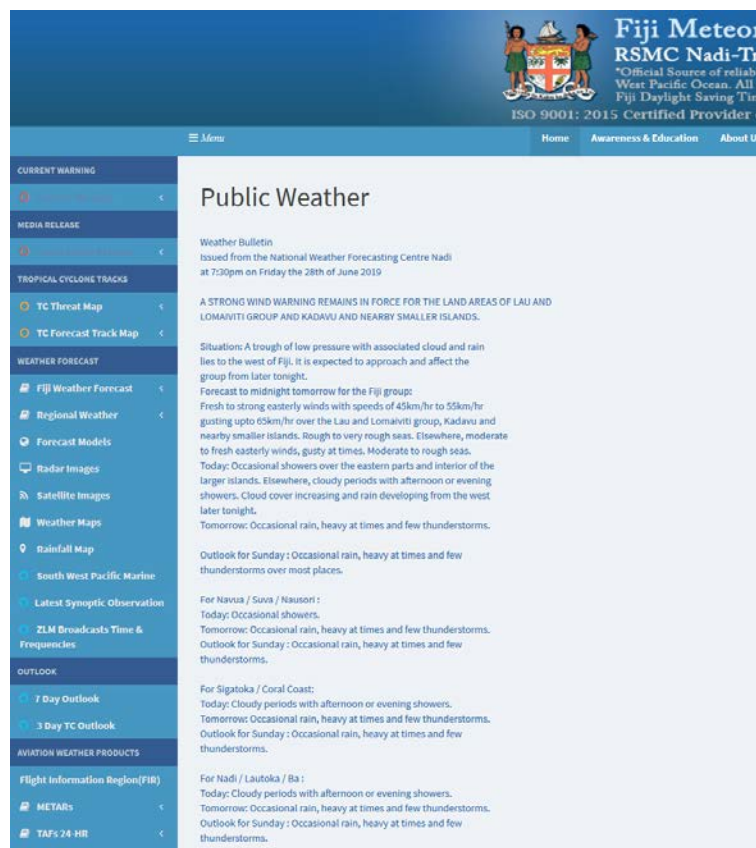 Fiji Meteor
RSMC Nadi-Tr
*Official Source of reliab
West Pacific Ocean. All
Fiji Daylight Saving Tim
ISO 9001: 2015 Certified Provider
☰ Menu
Home Awareness & Education About U
CURRENT WARNING
MEDIA RELEASE
TROPICAL CYCLONE TRACKS
TC Threat Map
TC Forecast Track Map
WEATHER FORECAST
Fiji Weather Forecast
Regional Weather
Forecast Models
Radar Images
Satellite Images
Weather Maps
Rainfall Map
South West Pacific Marine
Latest Synoptic Observation
ZLM Broadcasts Time &
Frequencies
OUTLOOK
7 Day Outlook
3 Day TC Outlook
AVIATION WEATHER PRODUCTS
Flight Information Region(FIR)
METARs
TAFs 24-HR
Public Weather
Weather Bulletin
Issued from the National Weather Forecasting Centre Nadi
at 7:30pm on Friday the 28th of June 2019
A STRONG WIND WARNING REMAINS IN FORCE FOR THE LAND AREAS OF LAU AND
LOMAIVITI GROUP AND KADAVU AND NEARBY SMALLER ISLANDS.
Situation: A trough of low pressure with associated cloud and rain
lies to the west of Fiji. It is expected to approach and affect the
group from later tonight.
Forecast to midnight tomorrow for the Fiji group:
Fresh to strong easterly winds with speeds of 45km/hr to 55km/hr
gusting upto 65km/hr over the Lau and Lomaiviti group, Kadavu and
nearby smaller islands. Rough to very rough seas. Elsewhere, moderate
to fresh easterly winds, gusty at times. Moderate to rough seas.
Today: Occasional showers over the eastern parts and interior of the
larger islands. Elsewhere, cloudy periods with afternoon or evening
showers. Cloud cover increasing and rain developing from the west
later tonight.
Tomorrow: Occasional rain, heavy at times and few thunderstorms.
Outlook for Sunday : Occasional rain, heavy at times and few
thunderstorms over most places.
For Navua / Suva / Nausori :
Today: Occasional showers.
Tomorrow: Occasional rain, heavy at times and few thunderstorms.
Outlook for Sunday : Occasional rain, heavy at times and few
thunderstorms.
For Sigatoka / Coral Coast:
Today: Cloudy periods with afternoon or evening showers.
Tomorrow: Occasional rain, heavy at times and few thunderstorms.
Outlook for Sunday : Occasional rain, heavy at times and few
thunderstorms.
For Nadi / Lautoka / Ba :
Today: Cloudy periods with afternoon or evening showers.
Tomorrow: Occasional rain, heavy at times and few thunderstorms.
Outlook for Sunday : Occasional rain, heavy at times and few
thunderstorms.